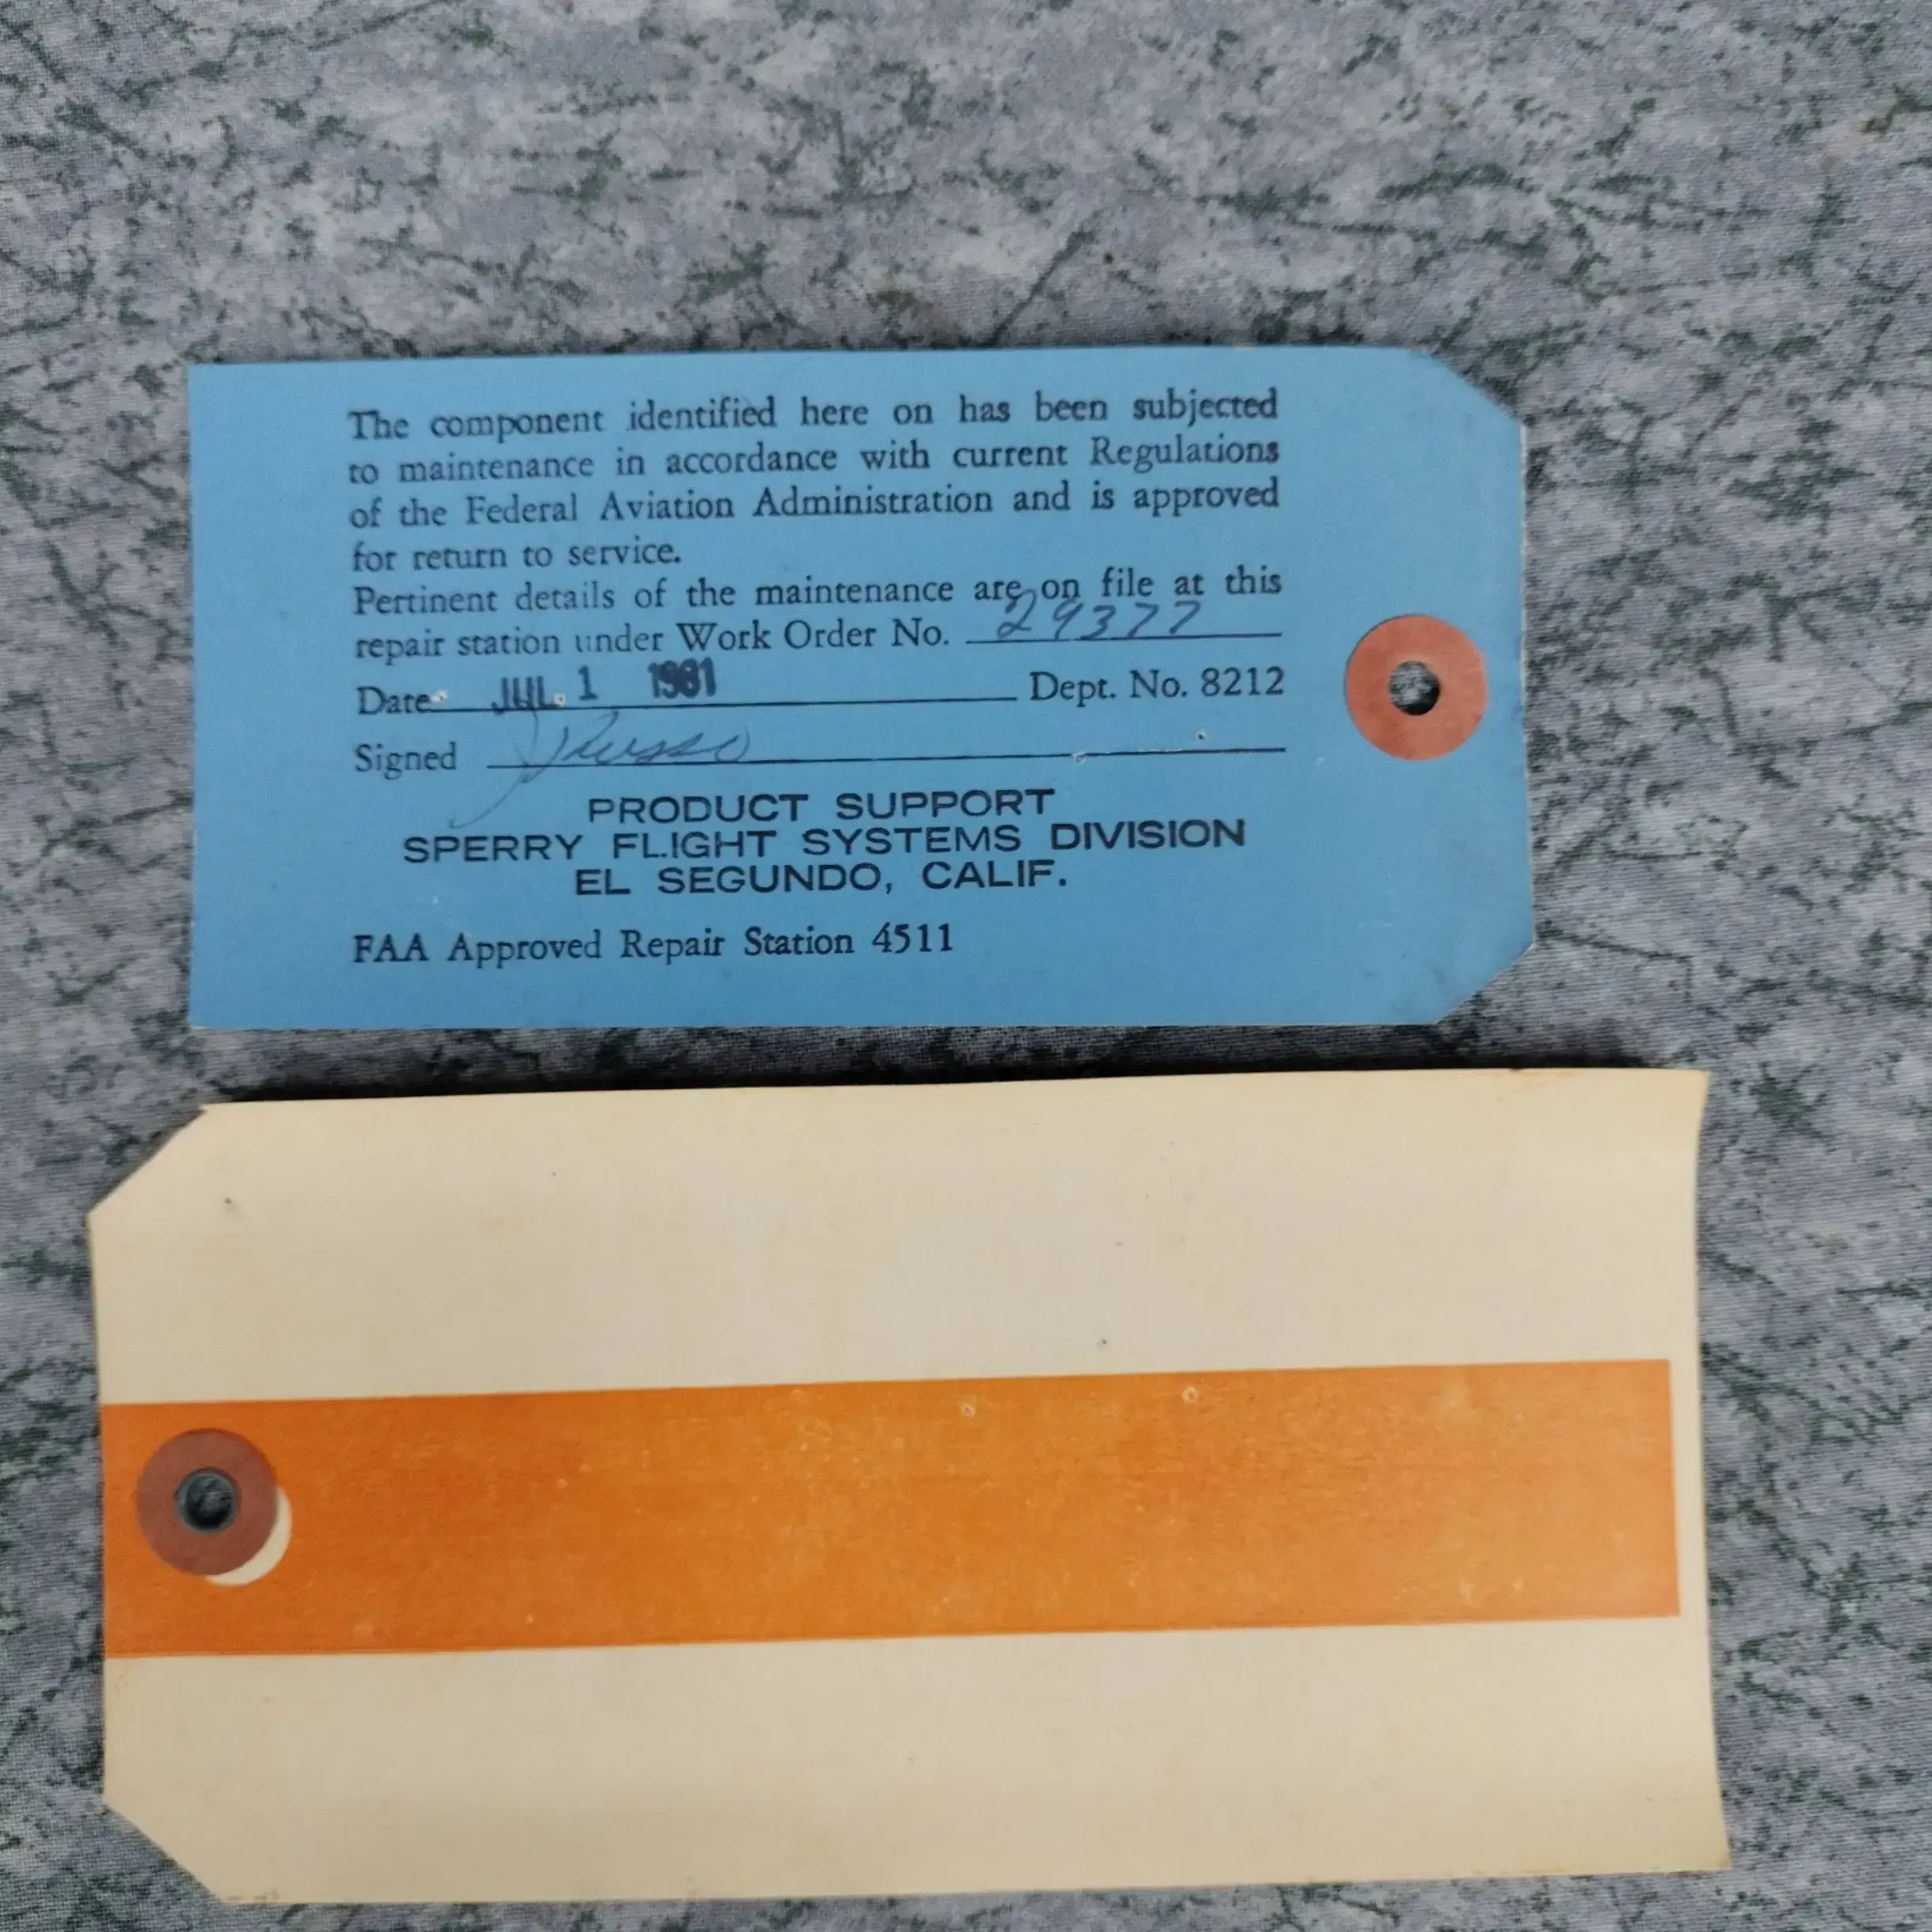 The component identified here on has been subjected
to maintenance in accordance with current Regulations
of the Federal Aviation Administration and is approved
for return to service.
Pertinent details of the maintenance are on file at this
repair station under Work Order No. 29377
Date JUL. 1 1981 Dept. No. 8212
Signed Russo
PRODUCT SUPPORT
SPERRY FLIGHT SYSTEMS DIVISION
EL SEGUNDO, CALIF.
FAA Approved Repair Station 4511